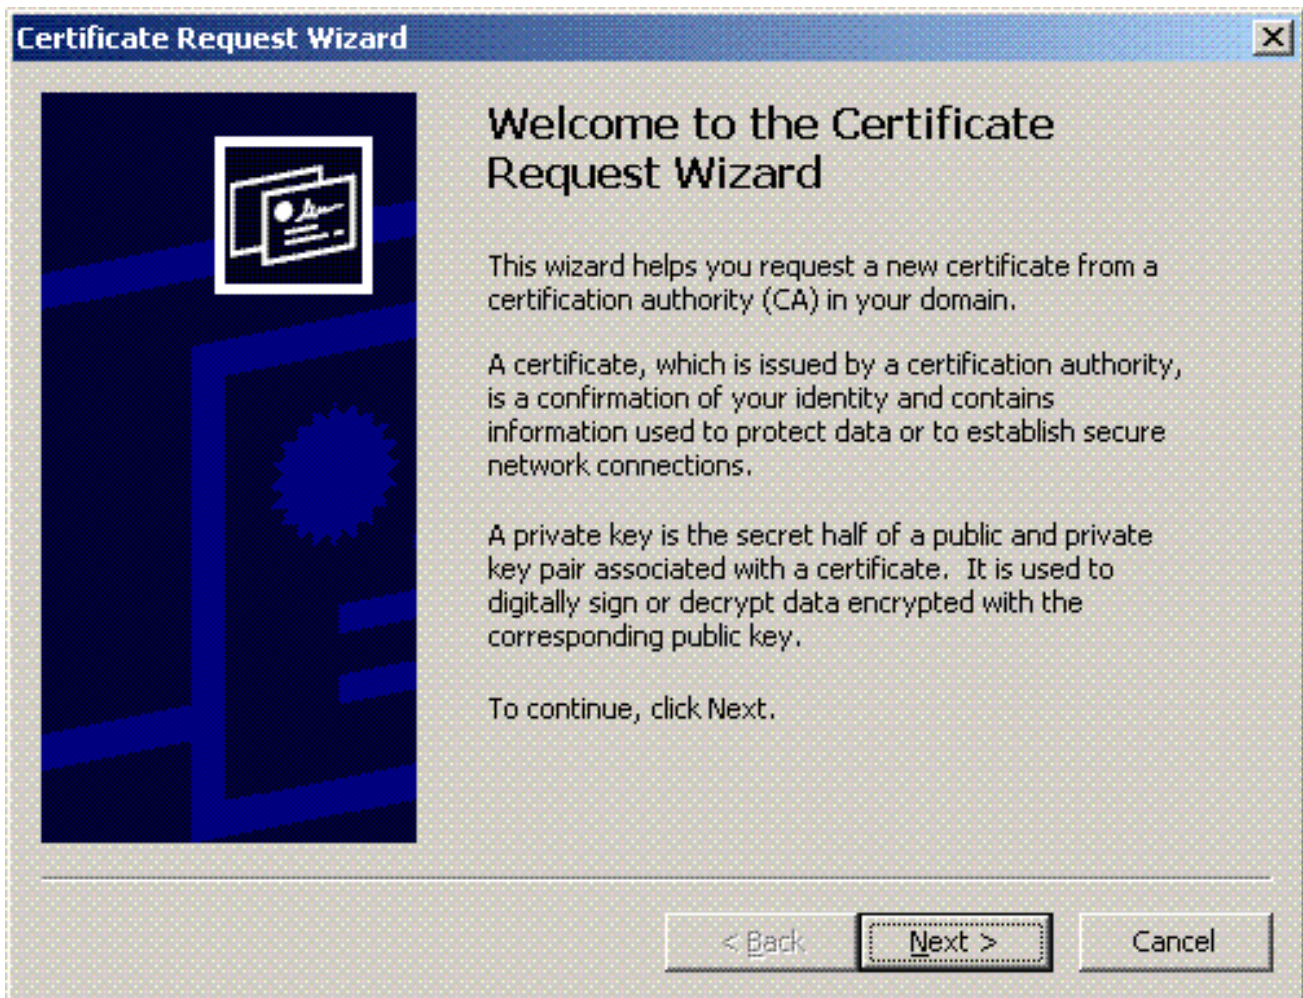 Certificate Request Wizard
Welcome to the Certificate
Request Wizard
This wizard helps you request a new certificate from a
certification authority (CA) in your domain.
A certificate, which is issued by a certification authority,
is a confirmation of your identity and contains
information used to protect data or to establish secure
network connections.
A private key is the secret half of a public and private
key pair associated with a certificate.  It is used to
digitally sign or decrypt data encrypted with the
corresponding public key.
To continue, click Next.
< Back Next > Cancel